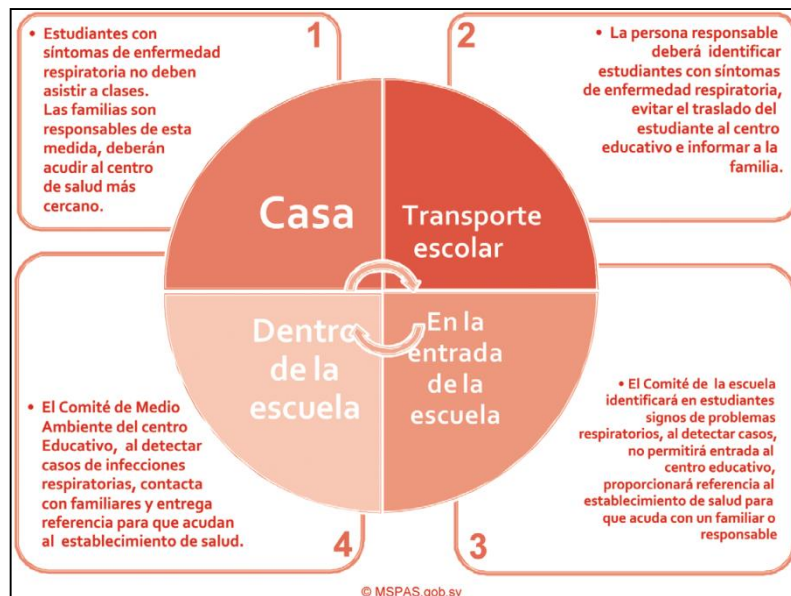 1
• Estudiantes con
síntomas de enfermedad
respiratoria no deben
asistir a clases.
Las familias son
responsables de esta
medida, deberán
acudir al centro
de salud más
cercano.
2
• La persona responsable
deberá identificar
estudiantes con síntomas
de enfermedad respiratoria,
evitar el traslado del
estudiante al centro
educativo e informar a la
familia.
Casa
Transporte
escolar
Dentro
de la
escuela
En la
entrada
de la
escuela
• El Comité de la escuela
identificará en estudiantes
signos de problemas
respiratorios, al detectar casos,
no permitirá entrada al
centro educativo,
proporcionará referencia al
establecimiento de salud para
que acuda con un familiar o
responsable
3
• El Comité de Medio
Ambiente del centro
Educativo, al detectar
casos de infecciones
respiratorias, contacta
con familiares y entrega
referencia para que acudan
al establecimiento de salud.
4
© MSPAS.gob.sv